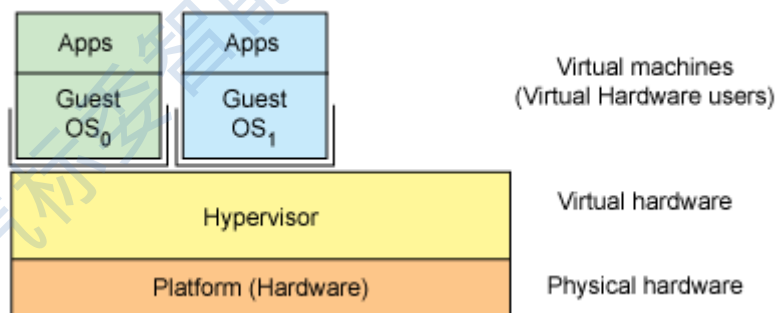 Apps
Apps
Virtual machines
(Virtual Hardware users)
Guest
OS0
Guest
OS1
Hypervisor
Virtual hardware
Platform (Hardware)
Physical hardware